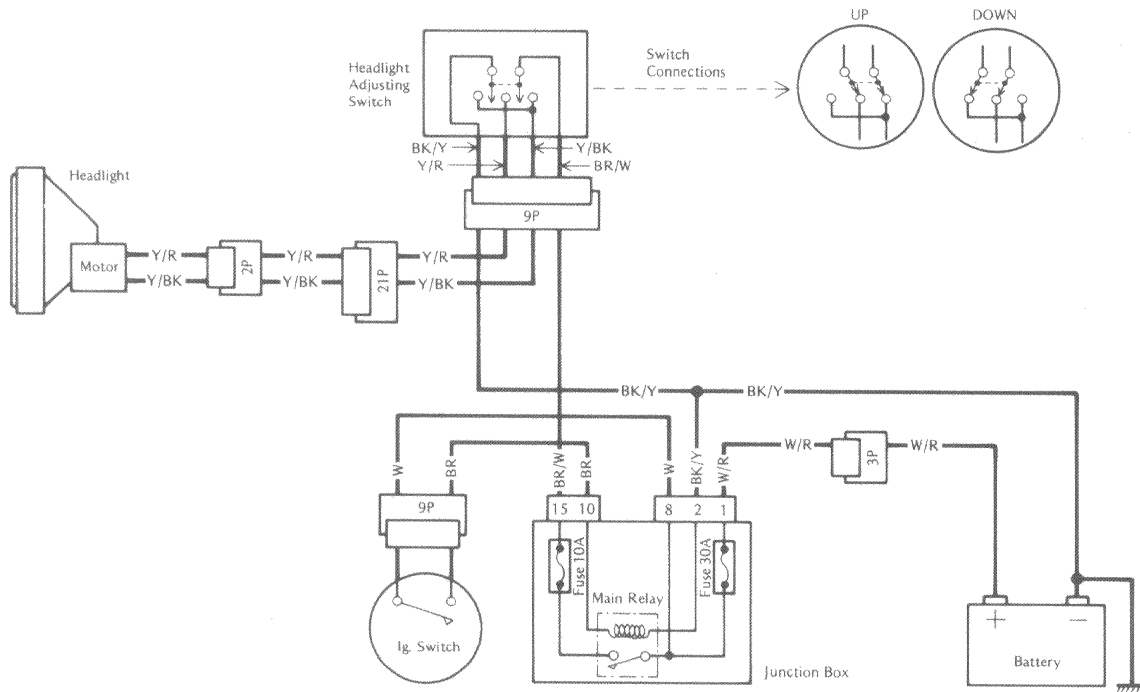 UP
DOWN
Headlight
Adjusting
Switch
Switch
Connections
BK/Y
Y/BK
Y/R
BR/W
Headlight
9P
Motor
Y/R
Y/R
Y/R
2P
21P
Y/BK
Y/BK
Y/BK
BK/Y
BK/Y
W
BR
BR/W
BR
W
BK/Y
W/R
W/R
3P
W/R
9P
15
10
8
2
1
Fuse 10A
Fuse 30A
Main Relay
Ig. Switch
Junction Box
+
−
Battery